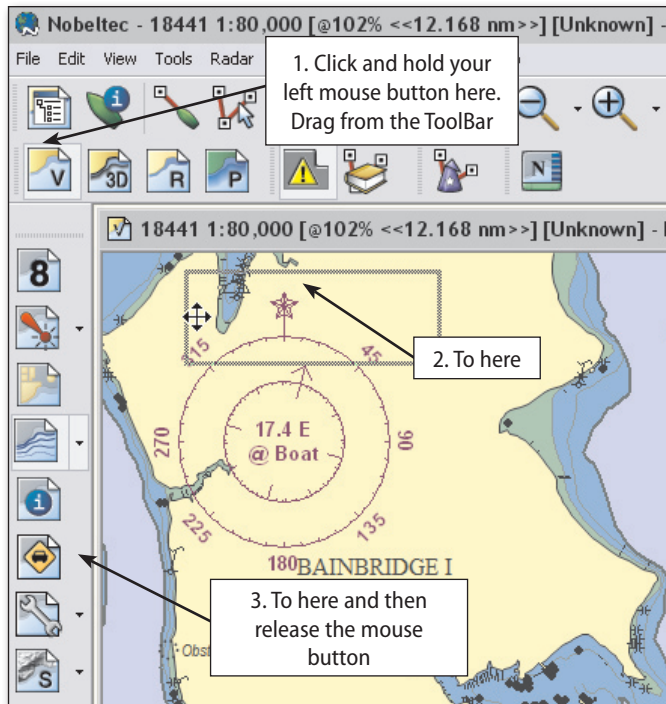 Nobeltec - 18441 1:80,000 [@102% <<12.168 nm>>] [Unknown] -
File Edit View Tools Radar
1. Click and hold your
left mouse button here.
Drag from the ToolBar
V 3D R P N
18441 1:80,000 [@102% <<12.168 nm>>] [Unknown] -
8
2. To here
315
45
270
17.4 E
@ Boat
90
225
135
180
BAINBRIDGE I
3. To here and then
release the mouse
button
Obst
S